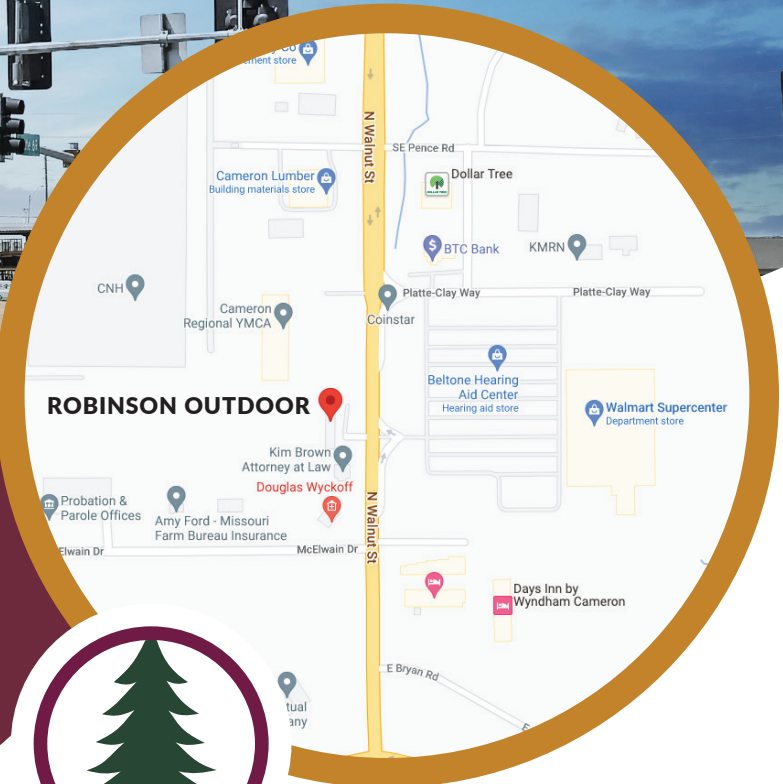 Co
ment store
N Walnut St
SE Pence Rd
Cameron Lumber
Building materials store
Dollar Tree
DOLLAR TREE
BTC Bank
KMRN
CNH
Platte-Clay Way
Platte-Clay Way
Cameron
Regional YMCA
Coinstar
Beltone Hearing
Aid Center
Hearing aid store
ROBINSON OUTDOOR
Walmart Supercenter
Department store
Kim Brown
Attorney at Law
Douglas Wyckoff
Probation &
Parole Offices
Amy Ford - Missouri
Farm Bureau Insurance
N Walnut St
Elwain Dr
McElwain Dr
Days Inn by
Wyndham Cameron
E Bryan Rd
tual
any
E